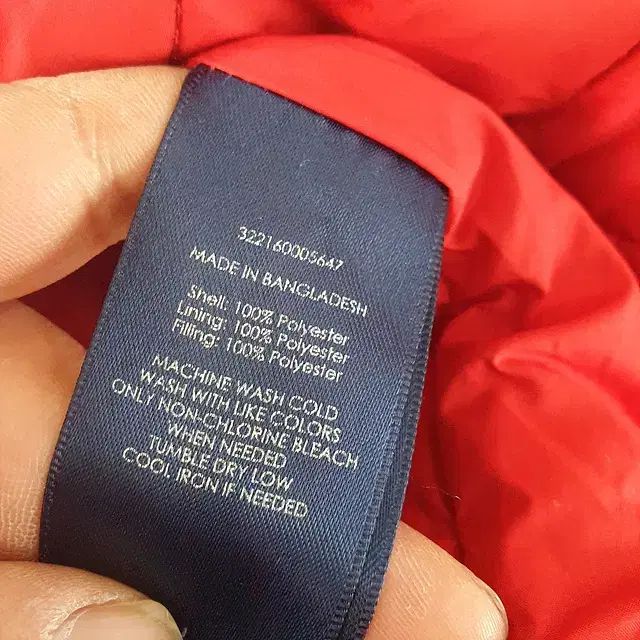 322160005647
MADE IN BANGLADESH
Shell: 100% Polyester
Lining: 100% Polyester
Filling: 100% Polyester
MACHINE WASH COLD
WASH WITH LIKE COLORS
ONLY NON-CHLORINE BLEACH
WHEN NEEDED
TUMBLE DRY LOW
COOL IRON IF NEEDED